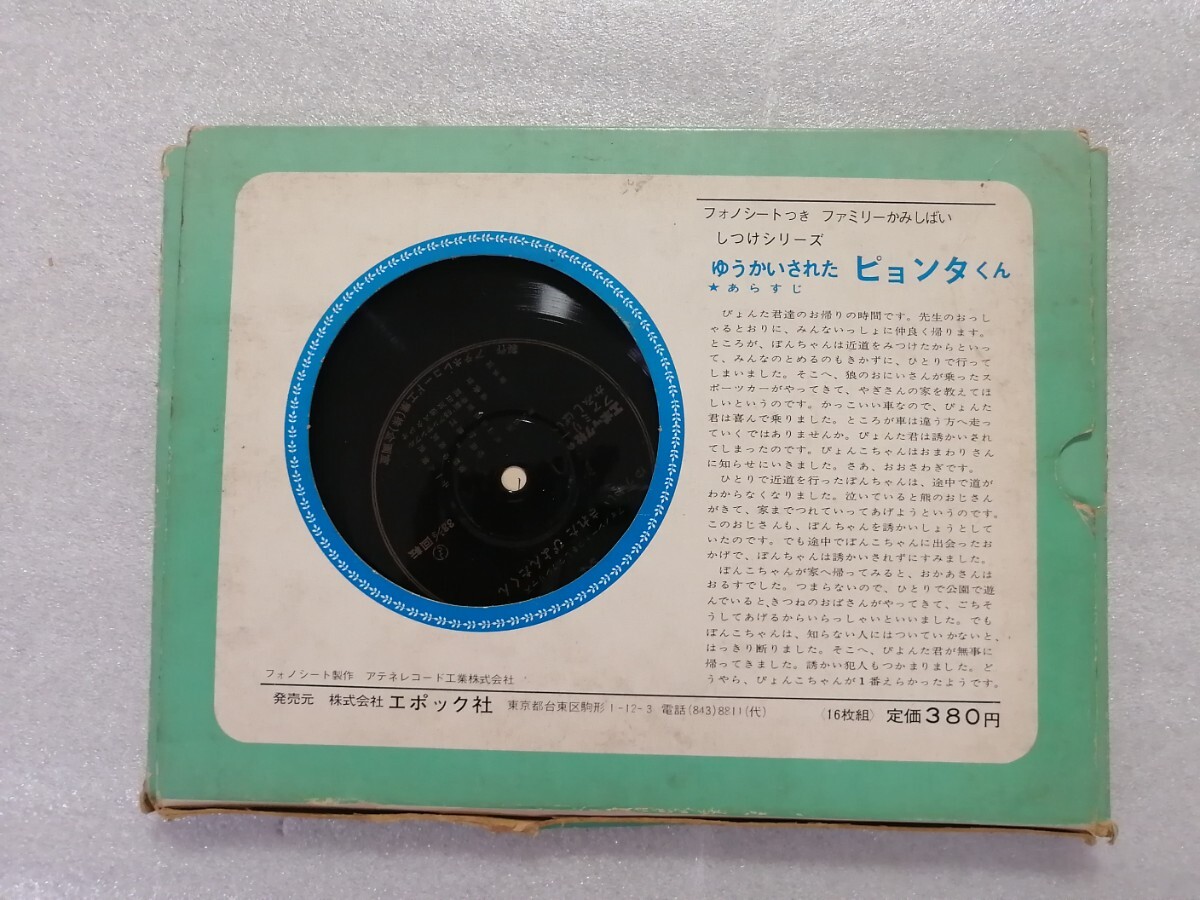 フォノシートつき ファミリーかみしばい
しつけシリーズ
ゆうかいされた ピョンタくん
★あらすじ
ぴょんた君達のお帰りの時間です。先生のおっし
ゃるとおりに、みんないっしょに仲良く帰ります。
ところが、ぽんちゃんは近道をみつけたからといっ
て、みんなのとめるのもきかずに、ひとりで行って
しまいました。そこへ、狼のおにいさんが乗ったス
ポーツカーがやってきて、やぎさんの家を教えてほ
しいというのです。かっこいい車なので、ぴょんた
君は喜んで乗りました。ところが車は違う方へ走っ
ていくではありませんか。ぴょんた君は誘かいされ
てしまったのです。ぴょんこちゃんはおまわりさん
に知らせにいきました。さあ、おおさわぎです。
ひとりで近道を行ったぽんちゃんは、途中で道が
わからなくなりました。泣いていると熊のおじさん
がきて、家までつれていってあげようというのです。
このおじさんも、ぽんちゃんを誘かいしようとして
いたのです。でも途中でぽんこちゃんに出会ったお
かげで、ぽんちゃんは誘かいされずにすみました。
ぽんこちゃんが家へ帰ってみると、おかあさんは
おるすでした。つまらないので、ひとりで公園で遊
んでいると、きつねのおばさんがやってきて、ごちそ
うしてあげるからいらっしゃいといいました。でも
ぽんこちゃんは、知らない人にはついていかないと、
はっきり断りました。そこへ、ぴょんた君が無事に
帰ってきました。誘かい犯人もつかまりました。ど
うやら、ぴょんこちゃんが1番えらかったようです。
製作 アテネレコード工業(株)
33⅓回転
された ぴょんたくん
フォノシート製作 アテネレコード工業株式会社
発売元 株式会社 エポック社 東京都台東区駒形1-12-3 電話(843)8811(代) 〈16枚組〉 定価380円